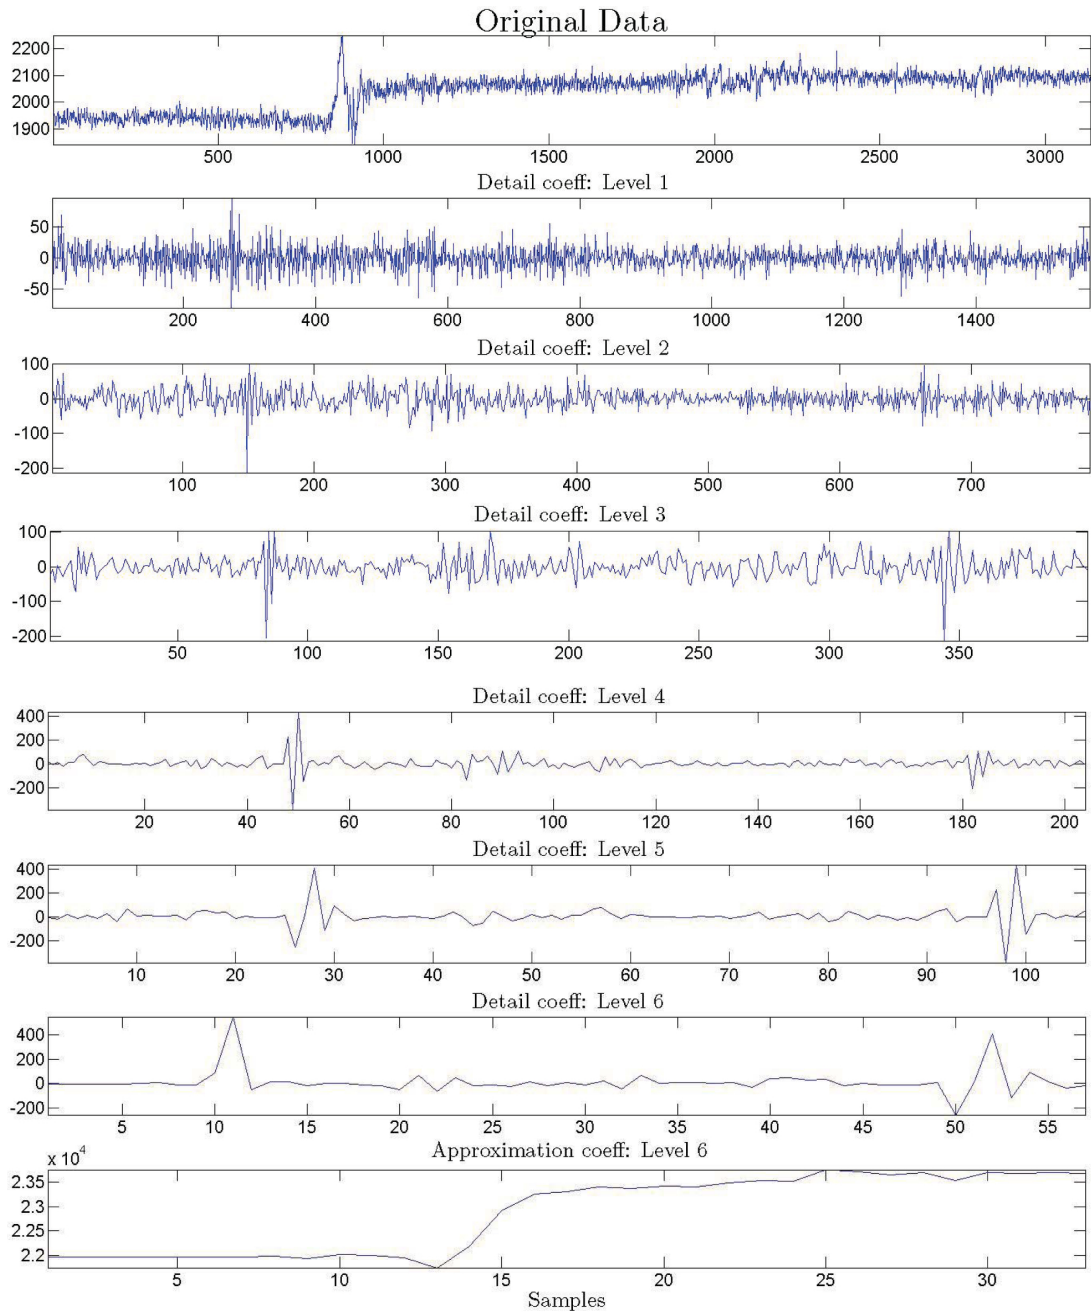 Original Data
2200
2100
2000
1900
500 1000 1500 2000 2500 3000
Detail coeff: Level 1
50
0
-50
200 400 600 800 1000 1200 1400
Detail coeff: Level 2
100
0
-100
-200
100 200 300 400 500 600 700
Detail coeff: Level 3
100
0
-100
-200
50 100 150 200 250 300 350
Detail coeff: Level 4
400
200
0
-200
20 40 60 80 100 120 140 160 180 200
Detail coeff: Level 5
400
200
0
-200
10 20 30 40 50 60 70 80 90 100
Detail coeff: Level 6
400
200
0
-200
5 10 15 20 25 30 35 40 45 50 55
Approximation coeff: Level 6
x 10^4
2.35
2.3
2.25
2.2
5 10 15 20 25 30
Samples